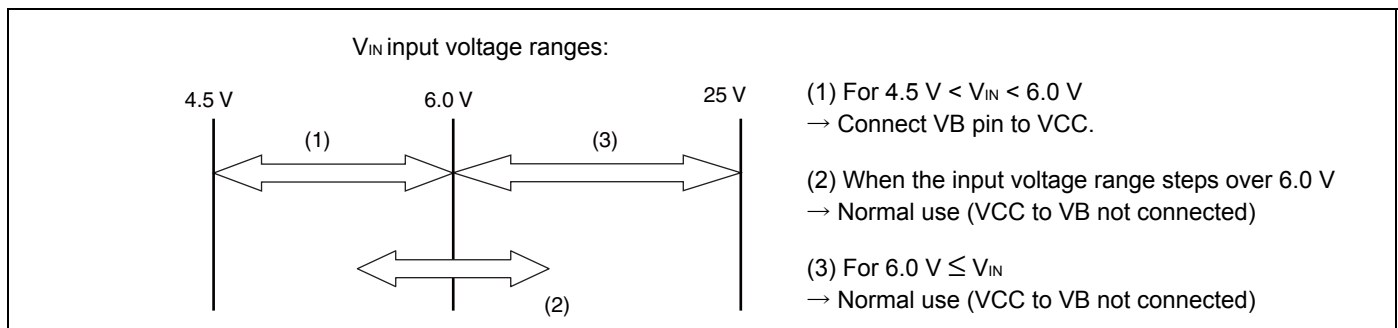 VIN input voltage ranges:
4.5 V
6.0 V
25 V
(1)
(3)
(2)
(1) For 4.5 V < VIN < 6.0 V
→ Connect VB pin to VCC.
(2) When the input voltage range steps over 6.0 V
→ Normal use (VCC to VB not connected)
(3) For 6.0 V ≤ VIN
→ Normal use (VCC to VB not connected)